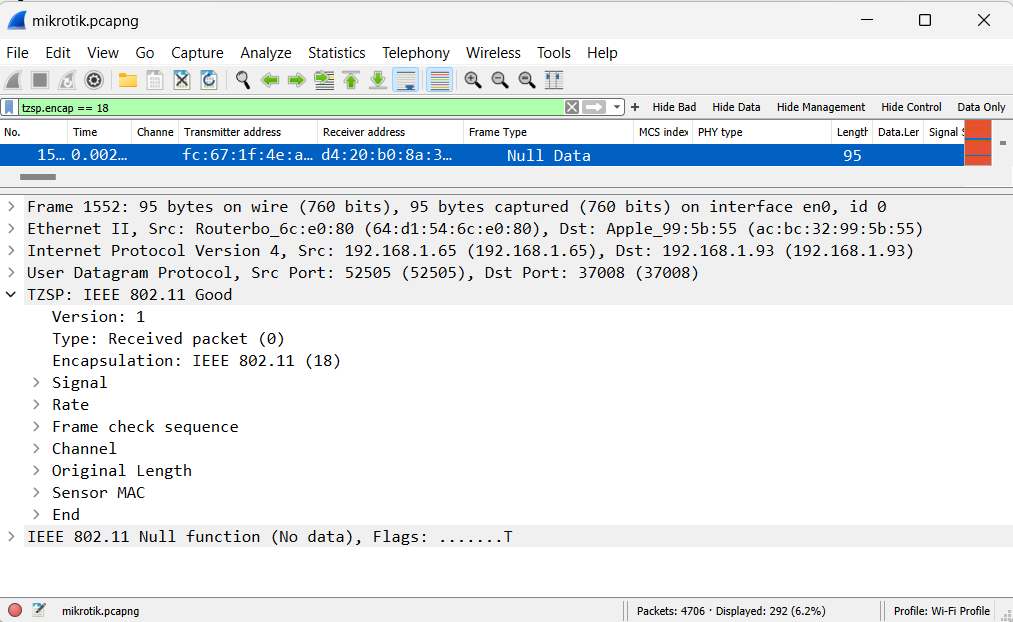 mikrotik.pcapng
File Edit View Go Capture Analyze Statistics Telephony Wireless Tools Help
tzsp.encap == 18
+ Hide Bad Hide Data Hide Management Hide Control Data Only
No. Time Channe Transmitter address Receiver address Frame Type MCS index PHY type Length Data.Ler Signal S
15… 0.002… fc:67:1f:4e:a… d4:20:b0:8a:3… Null Data 95
Frame 1552: 95 bytes on wire (760 bits), 95 bytes captured (760 bits) on interface en0, id 0
Ethernet II, Src: Routerbo_6c:e0:80 (64:d1:54:6c:e0:80), Dst: Apple_99:5b:55 (ac:bc:32:99:5b:55)
Internet Protocol Version 4, Src: 192.168.1.65 (192.168.1.65), Dst: 192.168.1.93 (192.168.1.93)
User Datagram Protocol, Src Port: 52505 (52505), Dst Port: 37008 (37008)
TZSP: IEEE 802.11 Good
Version: 1
Type: Received packet (0)
Encapsulation: IEEE 802.11 (18)
Signal
Rate
Frame check sequence
Channel
Original Length
Sensor MAC
End
IEEE 802.11 Null function (No data), Flags: .......T
mikrotik.pcapng Packets: 4706 · Displayed: 292 (6.2%) Profile: Wi-Fi Profile